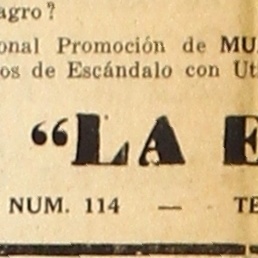 agro?
onal Promoción de MU
os de Escándalo con Ut
“LA E
NUM. 114 — TE